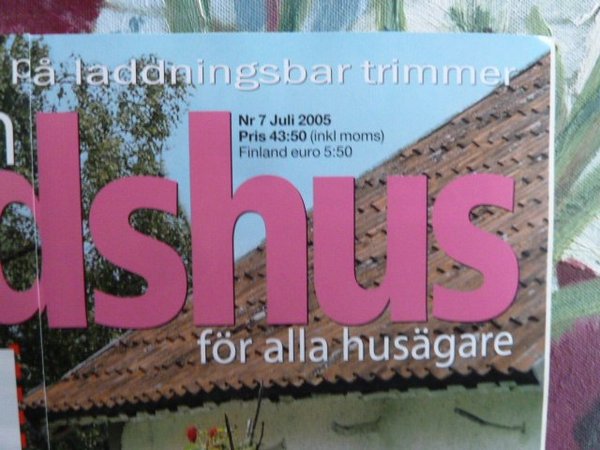 På laddningsbar trimmer
Nr 7 Juli 2005
Pris 43:50 (inkl moms)
Finland euro 5:50
dshus
för alla husägare